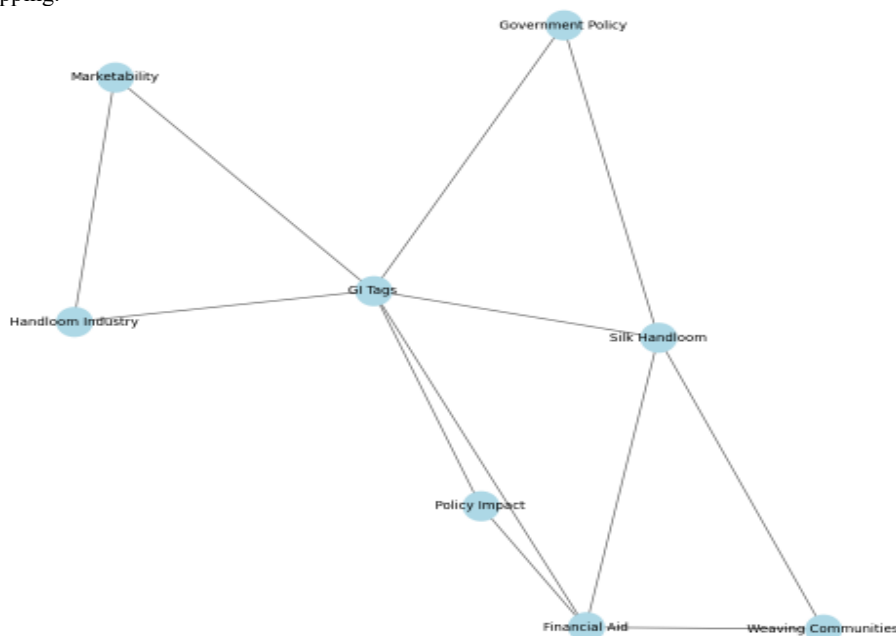 Government Policy
Marketability
GI Tags
Handloom Industry
Silk Handloom
Policy Impact
Financial Aid
Weaving Communities